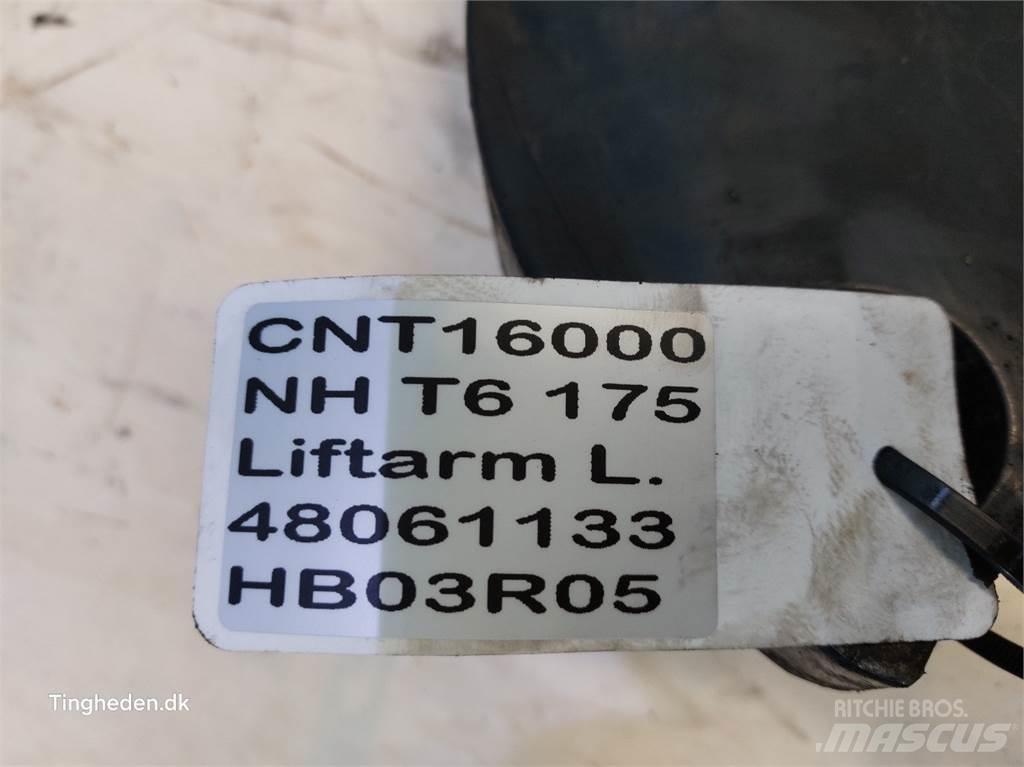 CNT16000
NH T6 175
Liftarm L.
48061133
HB03R05
Tingheden.dk
RITCHIE BROS.
MASCUS